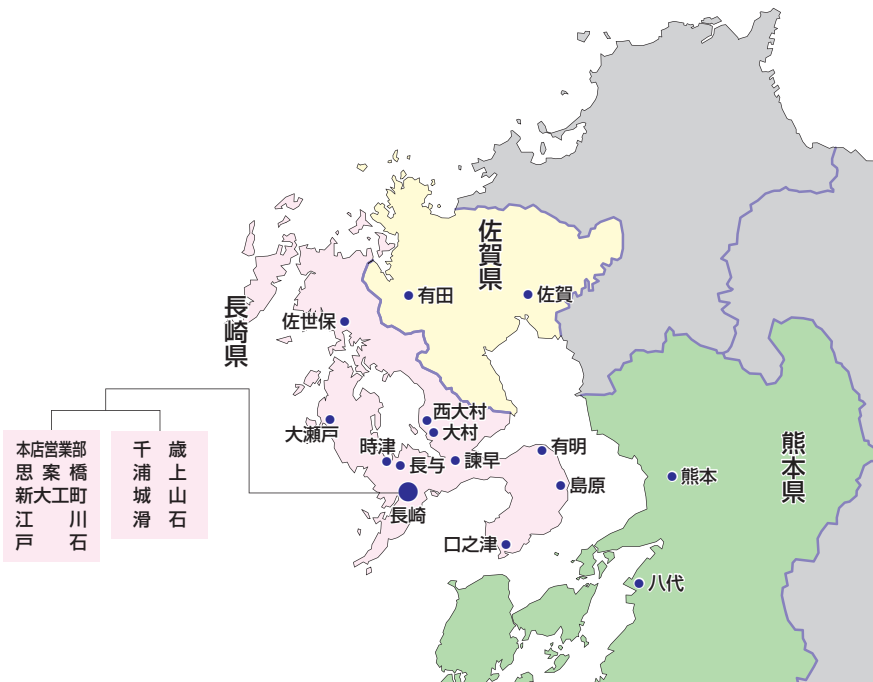 佐賀県
有田
佐賀
長崎県
佐世保
西大村
大村
大瀬戸
時津
長与
諫早
有明
島原
長崎
口之津
熊本県
熊本
八代
本店営業部
思案橋
新大工町
江川
戸石
千歳
浦上
城山
滑石